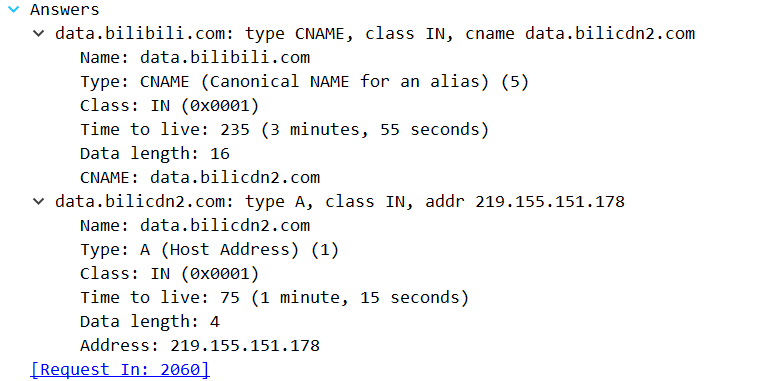 Answers
data.bilibili.com: type CNAME, class IN, cname data.bilicdn2.com
Name: data.bilibili.com
Type: CNAME (Canonical NAME for an alias) (5)
Class: IN (0x0001)
Time to live: 235 (3 minutes, 55 seconds)
Data length: 16
CNAME: data.bilicdn2.com
data.bilicdn2.com: type A, class IN, addr 219.155.151.178
Name: data.bilicdn2.com
Type: A (Host Address) (1)
Class: IN (0x0001)
Time to live: 75 (1 minute, 15 seconds)
Data length: 4
Address: 219.155.151.178
[Request In: 2060]